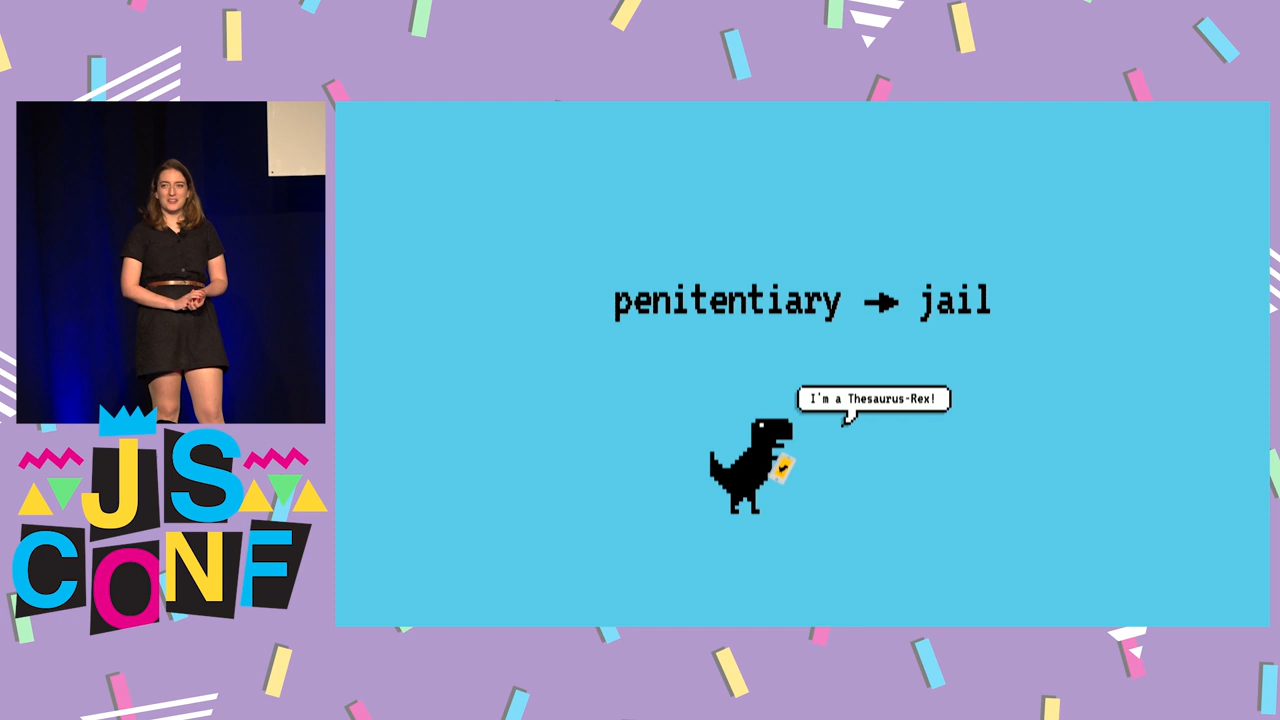 penitentiary → jail
I'm a Thesaurus-Rex!
JS
CONF